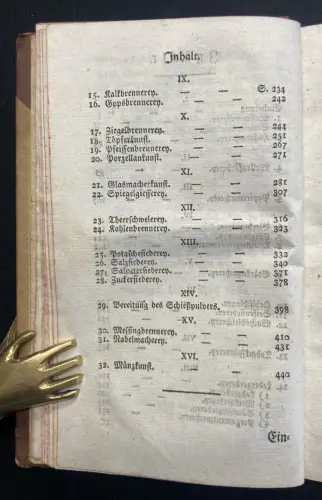 Inhalt.
IX.
15. Kalkbrennerey. — — S. 234
16. Gypsbrennerey. — — 242
X.
17. Ziegelbrennerey. — — 244
18. Töpferkunst. — — 251
19. Pfeiffenbrennerey. — — 267
20. Porzellankunst. — — 271
XI.
21. Glasmacherkunst. — — 281
22. Spiegelgiesserey. — — 307
XII.
23. Theerschwelerey. — — 316
24. Kohlenbrennerey. — — 323
XIII.
25. Potaschesiederey. — — 332
26. Salzsiederey. — — 340
27. Salpetersiederey. — — 371
28. Zuckersiederey. — — 378
XIV.
29. Bereitung des Schießpulvers. — 398
XV.
30. Messingbrennerey. — — 410
31. Nadelmacherey. — — 431
XVI.
32. Münzkunst. — — 440
Ein-